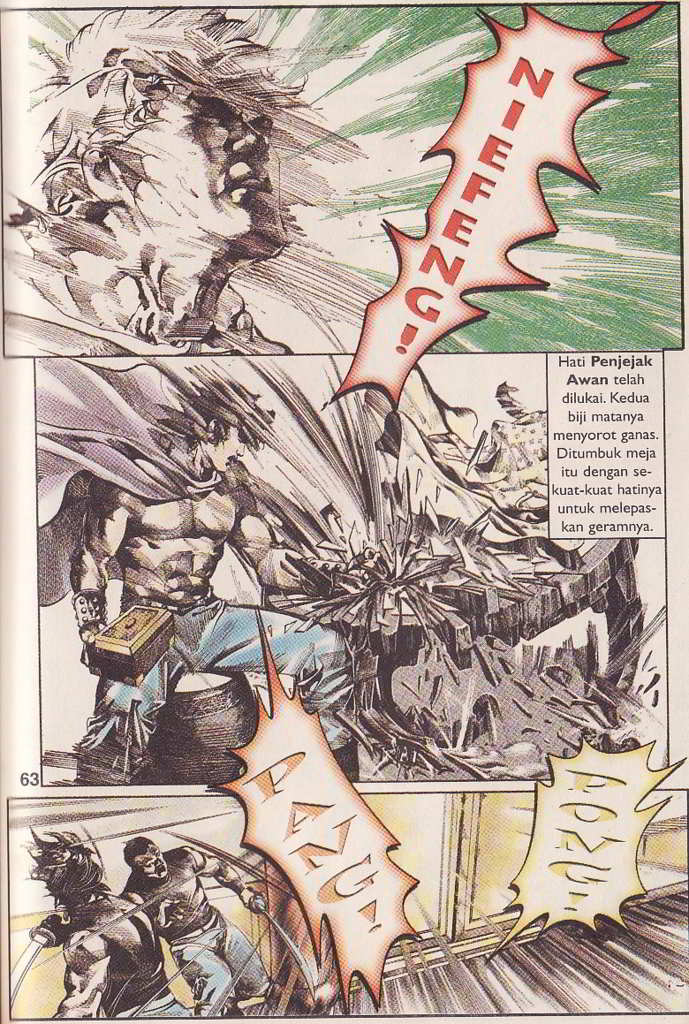 NIEFENG!
Hati Penjejak
Awan telah
dilukai. Kedua
biji matanya
menyorot ganas.
Ditumbuk meja
itu dengan se-
kuat-kuat hatinya
untuk melepas-
kan geramnya.
63
PANG!
PONG!